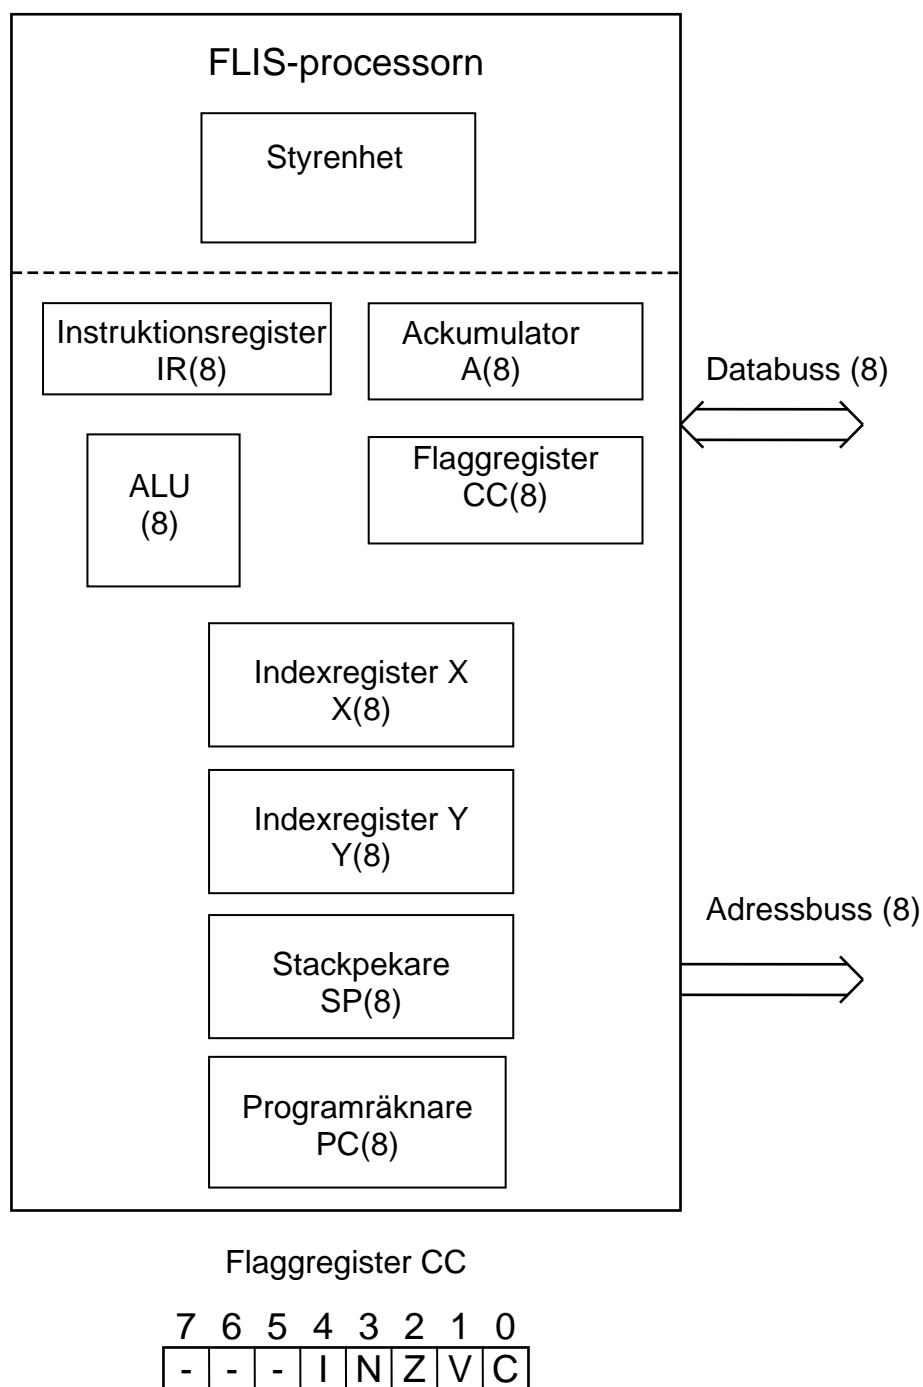 FLIS-processorn
Styrenhet
Instruktionsregister
IR(8)
Ackumulator
A(8)
Databuss (8)
ALU
(8)
Flaggregister
CC(8)
Indexregister X
X(8)
Indexregister Y
Y(8)
Adressbuss (8)
Stackpekare
SP(8)
Programräknare
PC(8)
Flaggregister CC
7 6 5 4 3 2 1 0
- - - I N Z V C